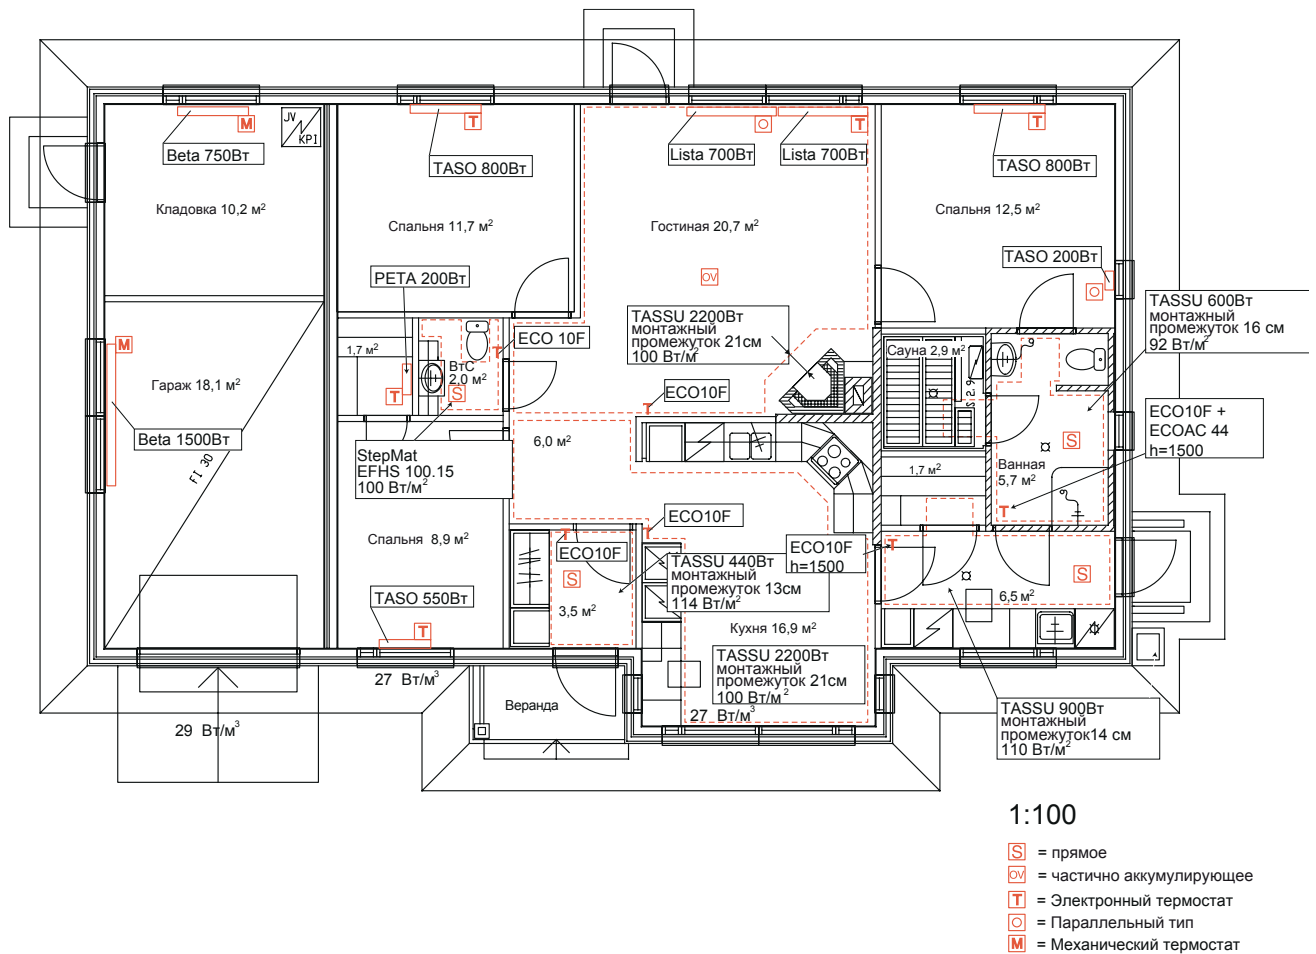 JV
KPI
M
Beta 750Вт
T
TASO 800Вт
Lista 700Вт
T
Lista 700Вт
T
TASO 800Вт
Кладовка 10,2 м²
Спальня 11,7 м²
Гостиная 20,7 м²
Спальня 12,5 м²
TASO 200Вт
PETA 200Вт
OV
TASSU 2200Вт
монтажный
промежуток 21см
100 Вт/м²
TASSU 600Вт
монтажный
промежуток 16 см
92 Вт/м²
M
ECO 10F
T
1,7 м²
ВтС
2,0 м²
S
T
Гараж 18,1 м²
Сауна 2,9 м²
ECO10F
T
ECO10F +
ECOAC 44
h=1500
Beta 1500Вт
FI 30
StepMat
EFHS 100.15
100 Вт/м²
6,0 м²
S
1,7 м²
Ванная
5,7 м²
T
ECO10F
T
Спальня 8,9 м²
T
ECO10F
S
3,5 м²
TASSU 440Вт
монтажный
промежуток 13см
114 Вт/м²
ECO10F
h=1500
T
S
6,5 м²
TASO 550Вт
T
Кухня 16,9 м²
TASSU 2200Вт
монтажный
промежуток 21см
100 Вт/м²
27 Вт/м³
27 Вт/м³
29 Вт/м³
Веранда
TASSU 900Вт
монтажный
промежуток14 см
110 Вт/м²
1:100
S = прямое
OV = частично аккумулирующее
T = Электронный термостат
= Параллельный тип
M = Механический термостат